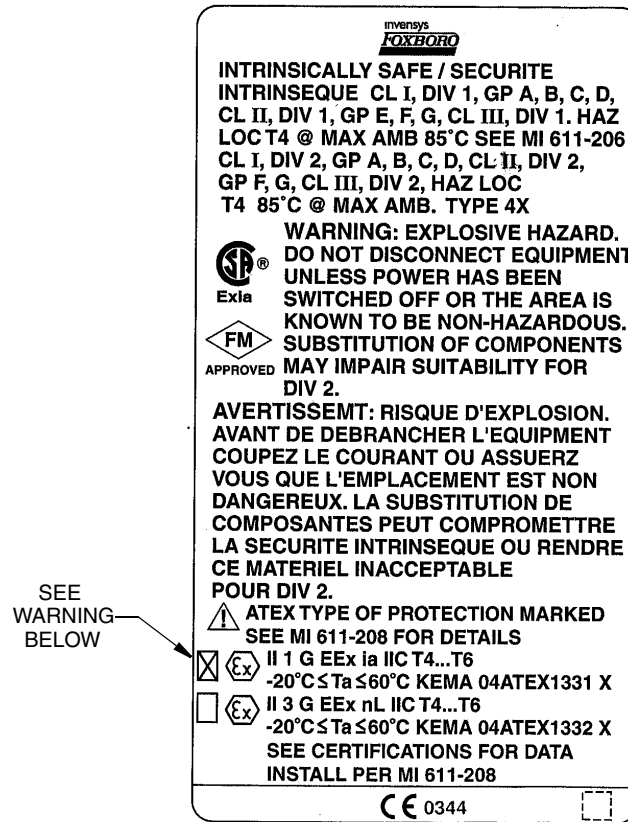 invensys
FOXBORO
INTRINSICALLY SAFE / SECURITE
INTRINSEQUE CL I, DIV 1, GP A, B, C, D,
CL II, DIV 1, GP E, F, G, CL III, DIV 1. HAZ
LOC T4 @ MAX AMB 85°C SEE MI 611-206
CL I, DIV 2, GP A, B, C, D, CL II, DIV 2,
GP F, G, CL III, DIV 2, HAZ LOC
T4 85°C @ MAX AMB. TYPE 4X
WARNING: EXPLOSIVE HAZARD.
DO NOT DISCONNECT EQUIPMENT
UNLESS POWER HAS BEEN
SWITCHED OFF OR THE AREA IS
KNOWN TO BE NON-HAZARDOUS.
SUBSTITUTION OF COMPONENTS
MAY IMPAIR SUITABILITY FOR
DIV 2.
SA ®
ExIa
FM
APPROVED
AVERTISSEMT: RISQUE D'EXPLOSION.
AVANT DE DEBRANCHER L'EQUIPMENT
COUPEZ LE COURANT OU ASSUERZ
VOUS QUE L'EMPLACEMENT EST NON
DANGEREUX. LA SUBSTITUTION DE
COMPOSANTES PEUT COMPROMETTRE
LA SECURITE INTRINSEQUE OU RENDRE
CE MATERIEL INACCEPTABLE
POUR DIV 2.
ATEX TYPE OF PROTECTION MARKED
SEE MI 611-208 FOR DETAILS
SEE
WARNING
BELOW
Ex II 1 G EEx ia IIC T4...T6
-20°C≤Ta≤60°C KEMA 04ATEX1331 X
Ex II 3 G EEx nL IIC T4...T6
-20°C≤Ta≤60°C KEMA 04ATEX1332 X
SEE CERTIFICATIONS FOR DATA
INSTALL PER MI 611-208
CE 0344